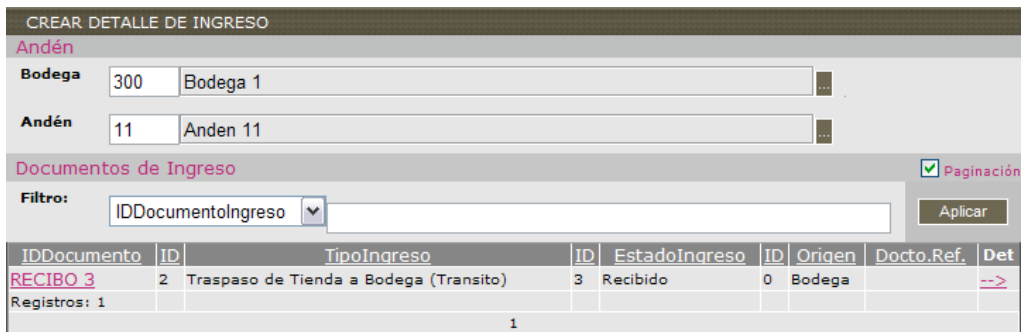 CREAR DETALLE DE INGRESO
Andén
Bodega 300 Bodega 1 ...
Andén 11 Anden 11 ...
Documentos de Ingreso Paginación
Filtro: IDDocumentoIngreso Aplicar
IDDocumento ID TipoIngreso ID EstadoIngreso ID Origen Docto.Ref. Det
RECIBO 3 2 Traspaso de Tienda a Bodega (Transito) 3 Recibido 0 Bodega -->
Registros: 1
1